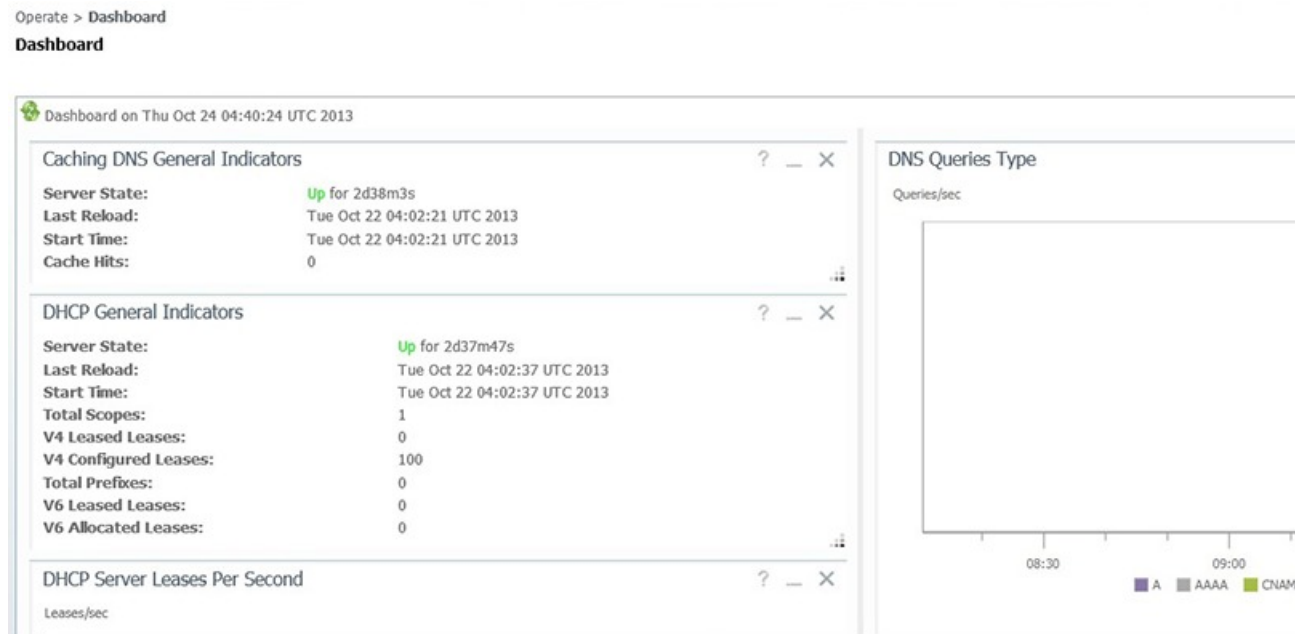 Operate > Dashboard
Dashboard
Dashboard on Thu Oct 24 04:40:24 UTC 2013
Caching DNS General Indicators
Server State: Up for 2d38m3s
Last Reload: Tue Oct 22 04:02:21 UTC 2013
Start Time: Tue Oct 22 04:02:21 UTC 2013
Cache Hits: 0
DHCP General Indicators
Server State: Up for 2d37m47s
Last Reload: Tue Oct 22 04:02:37 UTC 2013
Start Time: Tue Oct 22 04:02:37 UTC 2013
Total Scopes: 1
V4 Leased Leases: 0
V4 Configured Leases: 100
Total Prefixes: 0
V6 Leased Leases: 0
V6 Allocated Leases: 0
DHCP Server Leases Per Second
Leases/sec
DNS Queries Type
Queries/sec
08:30 09:00
A AAAA CNAM